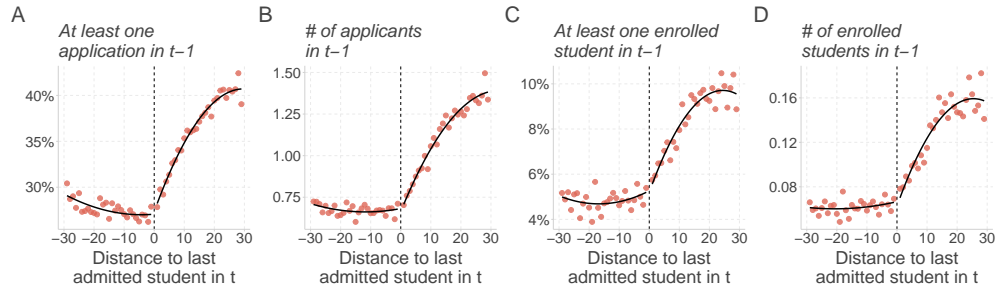 A
At least one
application in t−1
40%
35%
30%
−30 −20 −10 0 10 20 30
Distance to last
admitted student in t
B
# of applicants
in t−1
1.50
1.25
1.00
0.75
−30 −20 −10 0 10 20 30
Distance to last
admitted student in t
C
At least one enrolled
student in t−1
10%
8%
6%
4%
−30 −20 −10 0 10 20 30
Distance to last
admitted student in t
D
# of enrolled
students in t−1
0.16
0.12
0.08
−30 −20 −10 0 10 20 30
Distance to last
admitted student in t